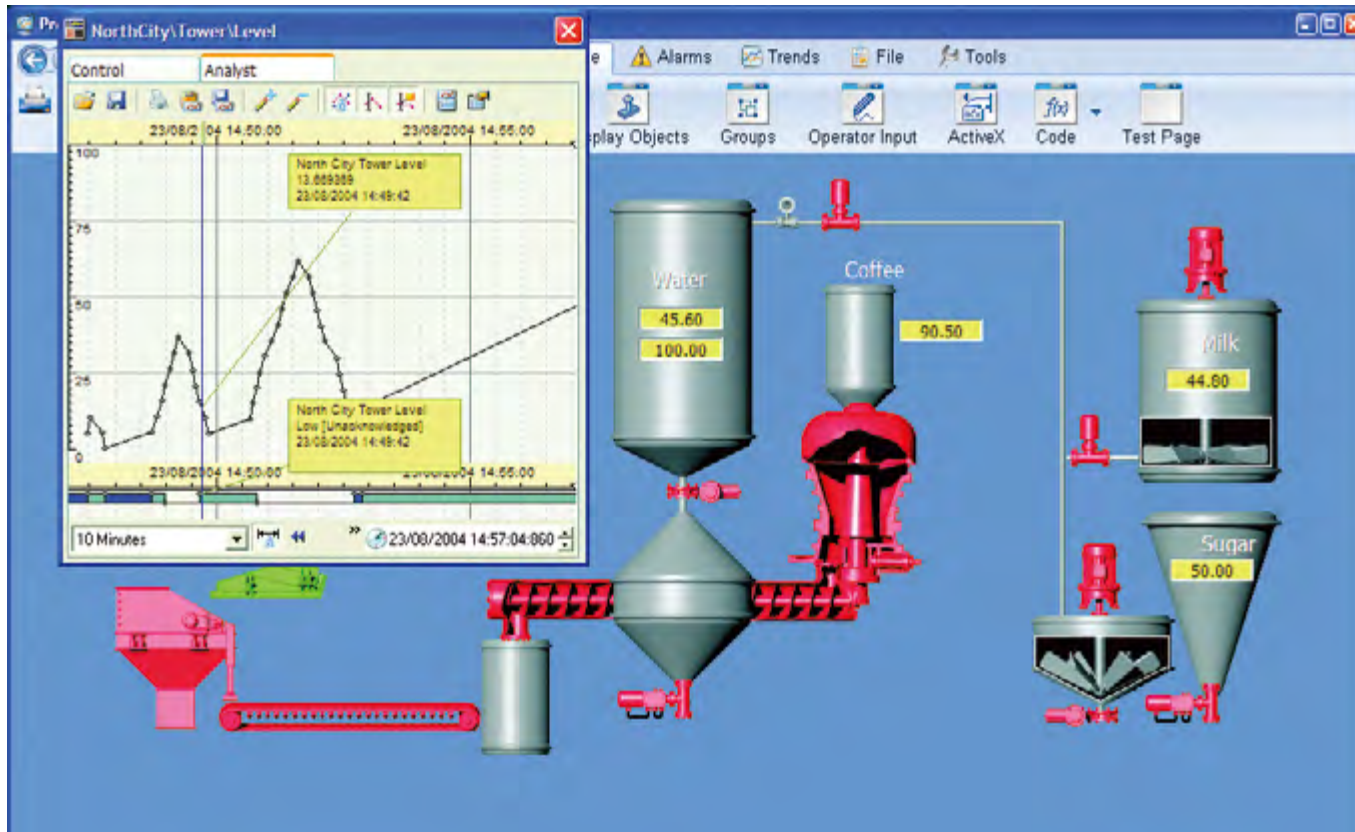 Pr
NorthCity\Tower\Level
Control
Analyst
e
Alarms
Trends
File
Tools
splay Objects
Groups
Operator Input
ActiveX
Code
Test Page
23/08/2004 14:50:00
23/08/2004 14:55:00
100
75
50
25
0
North City Tower Level
13.669369
23/08/2004 14:49:42
North City Tower Level
Low [Unacknowledged]
23/08/2004 14:49:42
23/08/2004 14:50:00
23/08/2004 14:55:00
10 Minutes
23/08/2004 14:57:04:860
Water
45.60
100.00
Coffee
90.50
Milk
44.80
Sugar
50.00